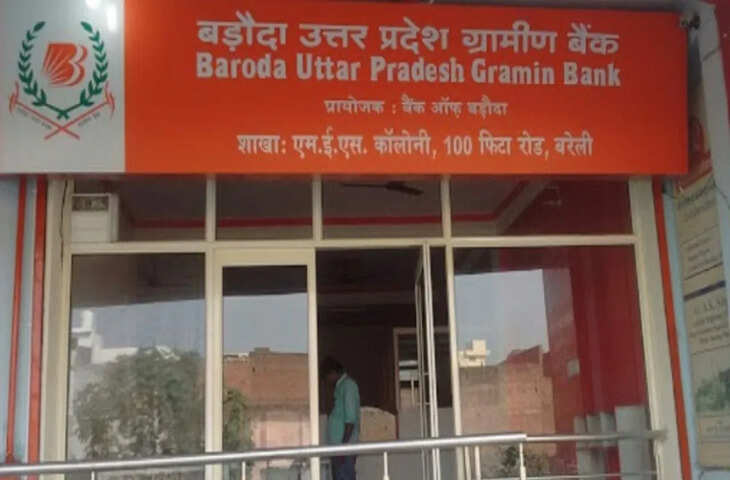 बड़ौदा उत्तर प्रदेश ग्रामीण बैंक
Baroda Uttar Pradesh Gramin Bank
प्रायोजक : बैंक ऑफ़ बड़ौदा
शाखा: एम.ई.एस. कॉलोनी, 100 फिटा रोड, बरेली